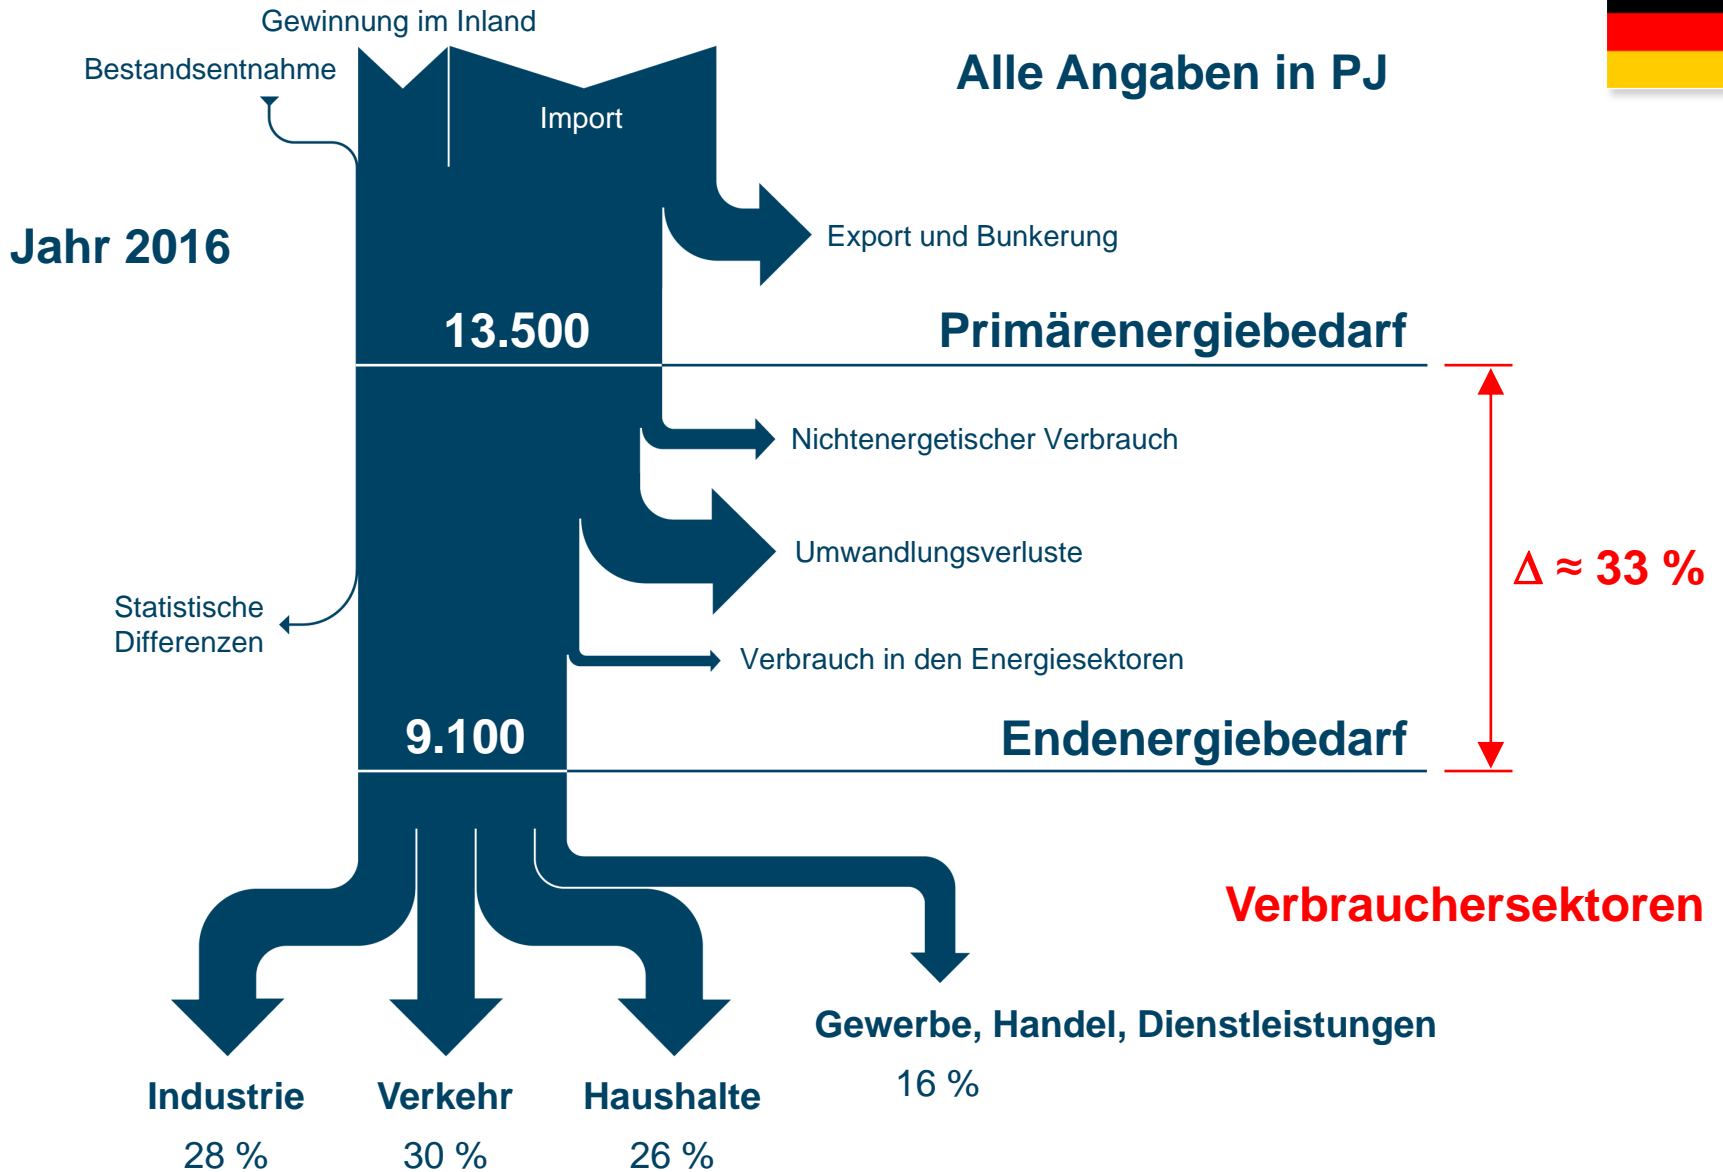 Gewinnung im Inland
Bestandsentnahme
Alle Angaben in PJ
Import
Jahr 2016
Export und Bunkerung
13.500
Primärenergiebedarf
Nichtenergetischer Verbrauch
Umwandlungsverluste
Δ ≈ 33 %
Statistische
Differenzen
Verbrauch in den Energiesektoren
9.100
Endenergiebedarf
Verbrauchersektoren
Gewerbe, Handel, Dienstleistungen
16 %
Industrie
28 %
Verkehr
30 %
Haushalte
26 %